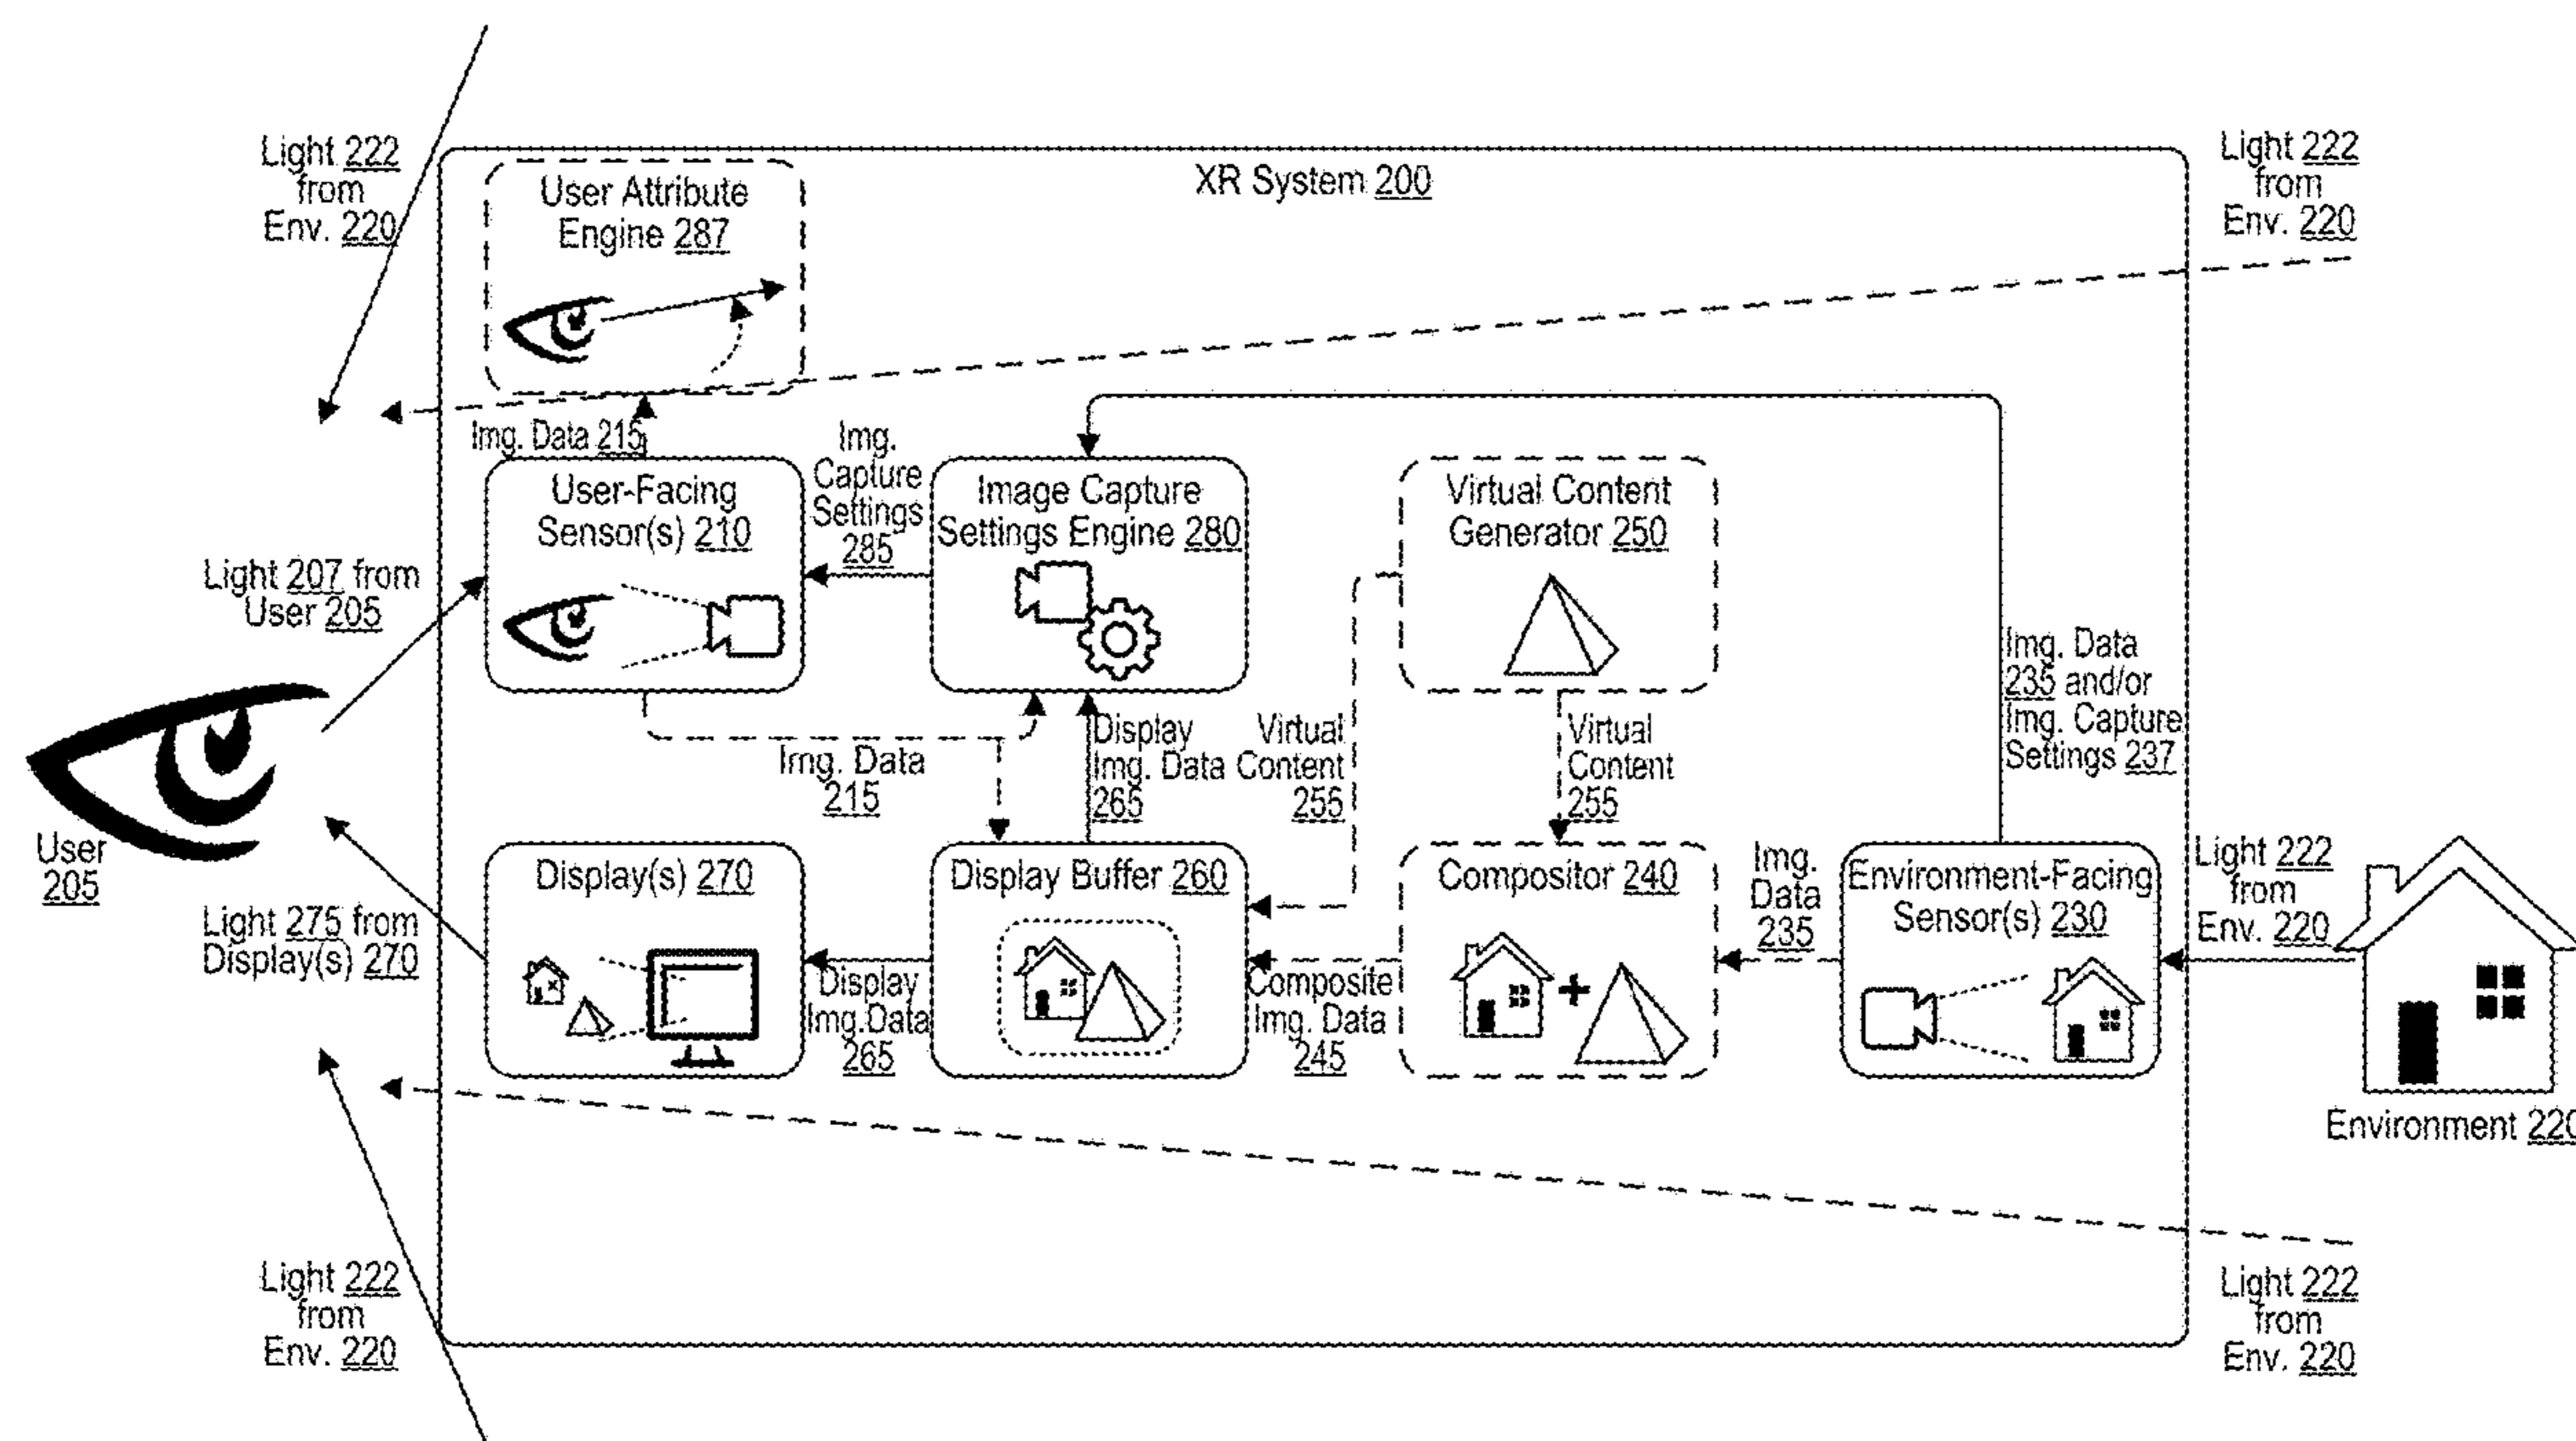 XR System 200
Light 222
from
Env. 220
Light 222
from
Env. 220
User Attribute
Engine 287
Img. Data 215
User-Facing
Sensor(s) 210
Img.
Capture
Settings
285
Image Capture
Settings Engine 280
Virtual Content
Generator 250
Light 207 from
User 205
Img. Data
235 and/or
Img. Capture
Settings 237
Img. Data
215
Display
Img. Data
265
Virtual
Content
255
Virtual
Content
255
User
205
Light 275 from
Display(s) 270
Display(s) 270
Display
Img.Data
265
Display Buffer 260
Composite
Img. Data
245
Compositor 240
Img.
Data
235
Environment-Facing
Sensor(s) 230
Light 222
from
Env. 220
Environment 220
Light 222
from
Env. 220
Light 222
from
Env. 220